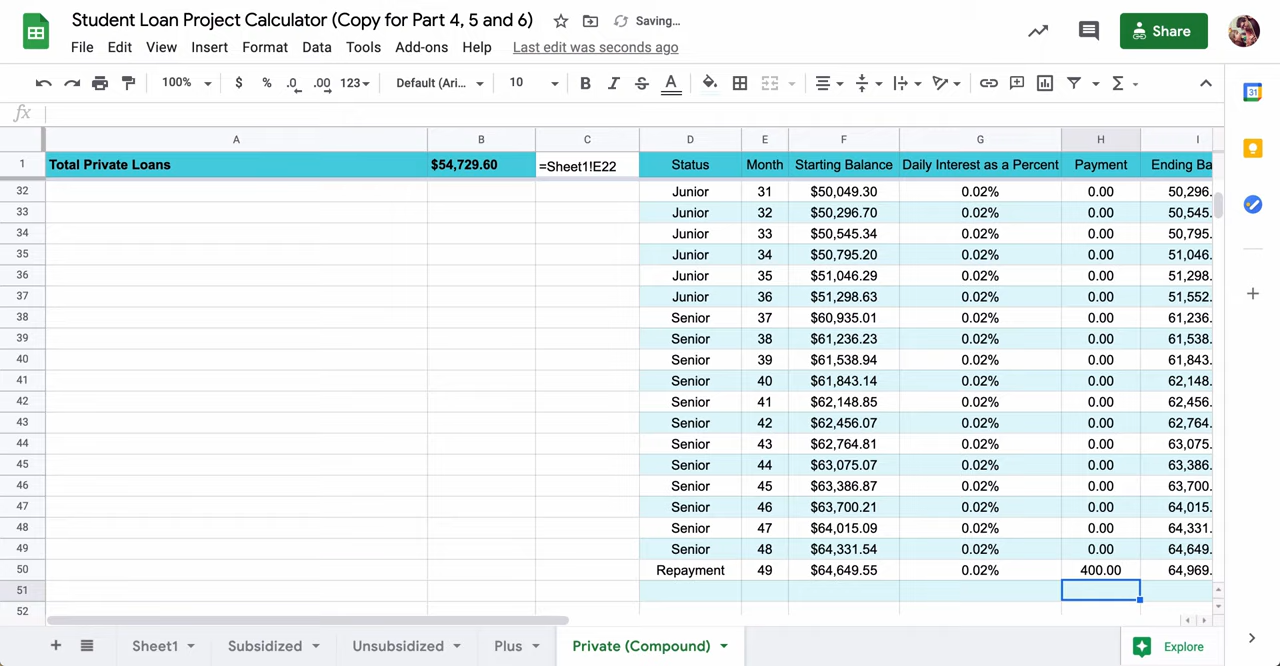 Student Loan Project Calculator (Copy for Part 4, 5 and 6) Saving...
File Edit View Insert Format Data Tools Add-ons Help Last edit was seconds ago
Share
100% $ % .0 .00 123 Default (Ari... 10 B I S A
fx
A B C D E F G H I
1 Total Private Loans $54,729.60 =Sheet1!E22 Status Month Starting Balance Daily Interest as a Percent Payment Ending Ba
32 Junior 31 $50,049.30 0.02% 0.00 50,296.
33 Junior 32 $50,296.70 0.02% 0.00 50,545.
34 Junior 33 $50,545.34 0.02% 0.00 50,795.
35 Junior 34 $50,795.20 0.02% 0.00 51,046.
36 Junior 35 $51,046.29 0.02% 0.00 51,298.
37 Junior 36 $51,298.63 0.02% 0.00 51,552.
38 Senior 37 $60,935.01 0.02% 0.00 61,236.
39 Senior 38 $61,236.23 0.02% 0.00 61,538.
40 Senior 39 $61,538.94 0.02% 0.00 61,843.
41 Senior 40 $61,843.14 0.02% 0.00 62,148.
42 Senior 41 $62,148.85 0.02% 0.00 62,456.
43 Senior 42 $62,456.07 0.02% 0.00 62,764.
44 Senior 43 $62,764.81 0.02% 0.00 63,075.
45 Senior 44 $63,075.07 0.02% 0.00 63,386.
46 Senior 45 $63,386.87 0.02% 0.00 63,700.
47 Senior 46 $63,700.21 0.02% 0.00 64,015.
48 Senior 47 $64,015.09 0.02% 0.00 64,331.
49 Senior 48 $64,331.54 0.02% 0.00 64,649.
50 Repayment 49 $64,649.55 0.02% 400.00 64,969.
51
52
Sheet1 Subsidized Unsubsidized Plus Private (Compound) Explore
31